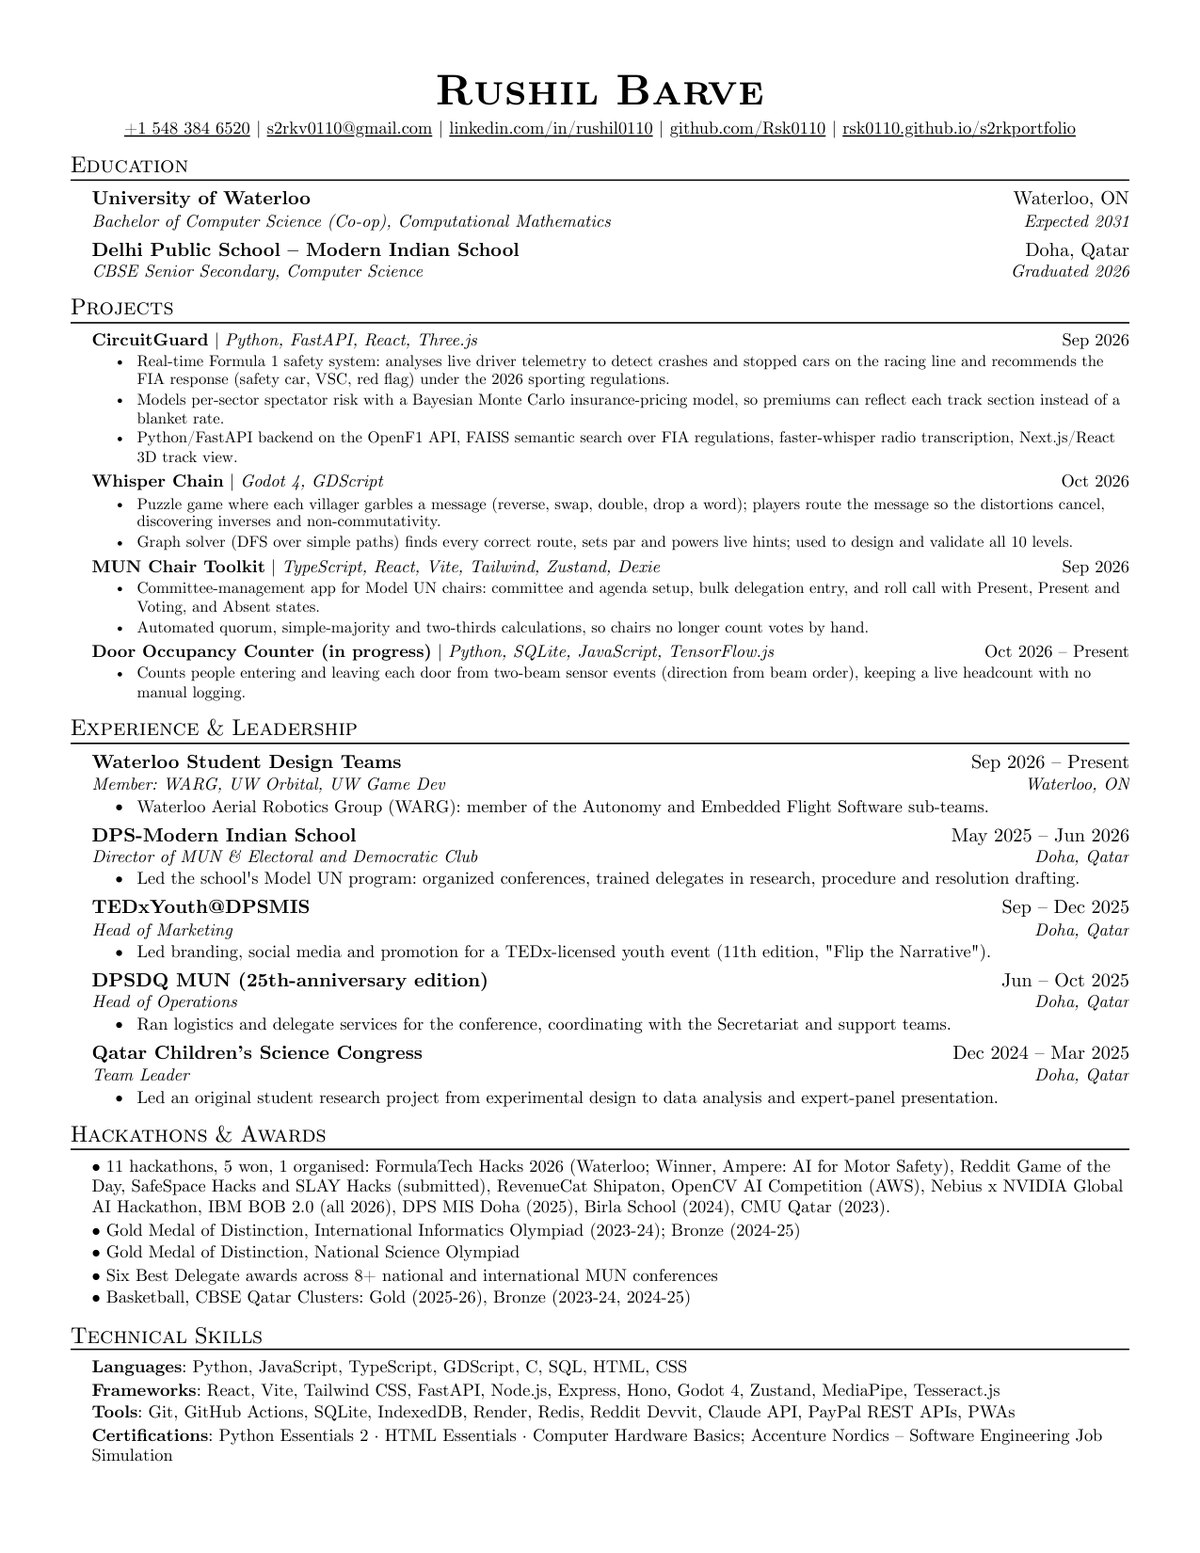 Rushil Barve
+1 548 384 6520 | s2rkv0110@gmail.com | linkedin.com/in/rushil0110 | github.com/Rsk0110 | rsk0110.github.io/s2rkportfolio
Education
University of Waterloo Waterloo, ON
Bachelor of Computer Science (Co-op), Computational Mathematics Expected 2031
Delhi Public School – Modern Indian School Doha, Qatar
CBSE Senior Secondary, Computer Science Graduated 2026
Projects
CircuitGuard | Python, FastAPI, React, Three.js Sep 2026
• Real-time Formula 1 safety system: analyses live driver telemetry to detect crashes and stopped cars on the racing line and recommends the
FIA response (safety car, VSC, red flag) under the 2026 sporting regulations.
• Models per-sector spectator risk with a Bayesian Monte Carlo insurance-pricing model, so premiums can reflect each track section instead of a
blanket rate.
• Python/FastAPI backend on the OpenF1 API, FAISS semantic search over FIA regulations, faster-whisper radio transcription, Next.js/React
3D track view.
Whisper Chain | Godot 4, GDScript Oct 2026
• Puzzle game where each villager garbles a message (reverse, swap, double, drop a word); players route the message so the distortions cancel,
discovering inverses and non-commutativity.
• Graph solver (DFS over simple paths) finds every correct route, sets par and powers live hints; used to design and validate all 10 levels.
MUN Chair Toolkit | TypeScript, React, Vite, Tailwind, Zustand, Dexie Sep 2026
• Committee-management app for Model UN chairs: committee and agenda setup, bulk delegation entry, and roll call with Present, Present and
Voting, and Absent states.
• Automated quorum, simple-majority and two-thirds calculations, so chairs no longer count votes by hand.
Door Occupancy Counter (in progress) | Python, SQLite, JavaScript, TensorFlow.js Oct 2026 – Present
• Counts people entering and leaving each door from two-beam sensor events (direction from beam order), keeping a live headcount with no
manual logging.
Experience & Leadership
Waterloo Student Design Teams Sep 2026 – Present
Member: WARG, UW Orbital, UW Game Dev Waterloo, ON
• Waterloo Aerial Robotics Group (WARG): member of the Autonomy and Embedded Flight Software sub-teams.
DPS-Modern Indian School May 2025 – Jun 2026
Director of MUN & Electoral and Democratic Club Doha, Qatar
• Led the school's Model UN program: organized conferences, trained delegates in research, procedure and resolution drafting.
TEDxYouth@DPSMIS Sep – Dec 2025
Head of Marketing Doha, Qatar
• Led branding, social media and promotion for a TEDx-licensed youth event (11th edition, "Flip the Narrative").
DPSDQ MUN (25th-anniversary edition) Jun – Oct 2025
Head of Operations Doha, Qatar
• Ran logistics and delegate services for the conference, coordinating with the Secretariat and support teams.
Qatar Children's Science Congress Dec 2024 – Mar 2025
Team Leader Doha, Qatar
• Led an original student research project from experimental design to data analysis and expert-panel presentation.
Hackathons & Awards
• 11 hackathons, 5 won, 1 organised: FormulaTech Hacks 2026 (Waterloo; Winner, Ampere: AI for Motor Safety), Reddit Game of the
Day, SafeSpace Hacks and SLAY Hacks (submitted), RevenueCat Shipaton, OpenCV AI Competition (AWS), Nebius x NVIDIA Global
AI Hackathon, IBM BOB 2.0 (all 2026), DPS MIS Doha (2025), Birla School (2024), CMU Qatar (2023).
• Gold Medal of Distinction, International Informatics Olympiad (2023-24); Bronze (2024-25)
• Gold Medal of Distinction, National Science Olympiad
• Six Best Delegate awards across 8+ national and international MUN conferences
• Basketball, CBSE Qatar Clusters: Gold (2025-26), Bronze (2023-24, 2024-25)
Technical Skills
Languages: Python, JavaScript, TypeScript, GDScript, C, SQL, HTML, CSS
Frameworks: React, Vite, Tailwind CSS, FastAPI, Node.js, Express, Hono, Godot 4, Zustand, MediaPipe, Tesseract.js
Tools: Git, GitHub Actions, SQLite, IndexedDB, Render, Redis, Reddit Devvit, Claude API, PayPal REST APIs, PWAs
Certifications: Python Essentials 2 · HTML Essentials · Computer Hardware Basics; Accenture Nordics – Software Engineering Job
Simulation